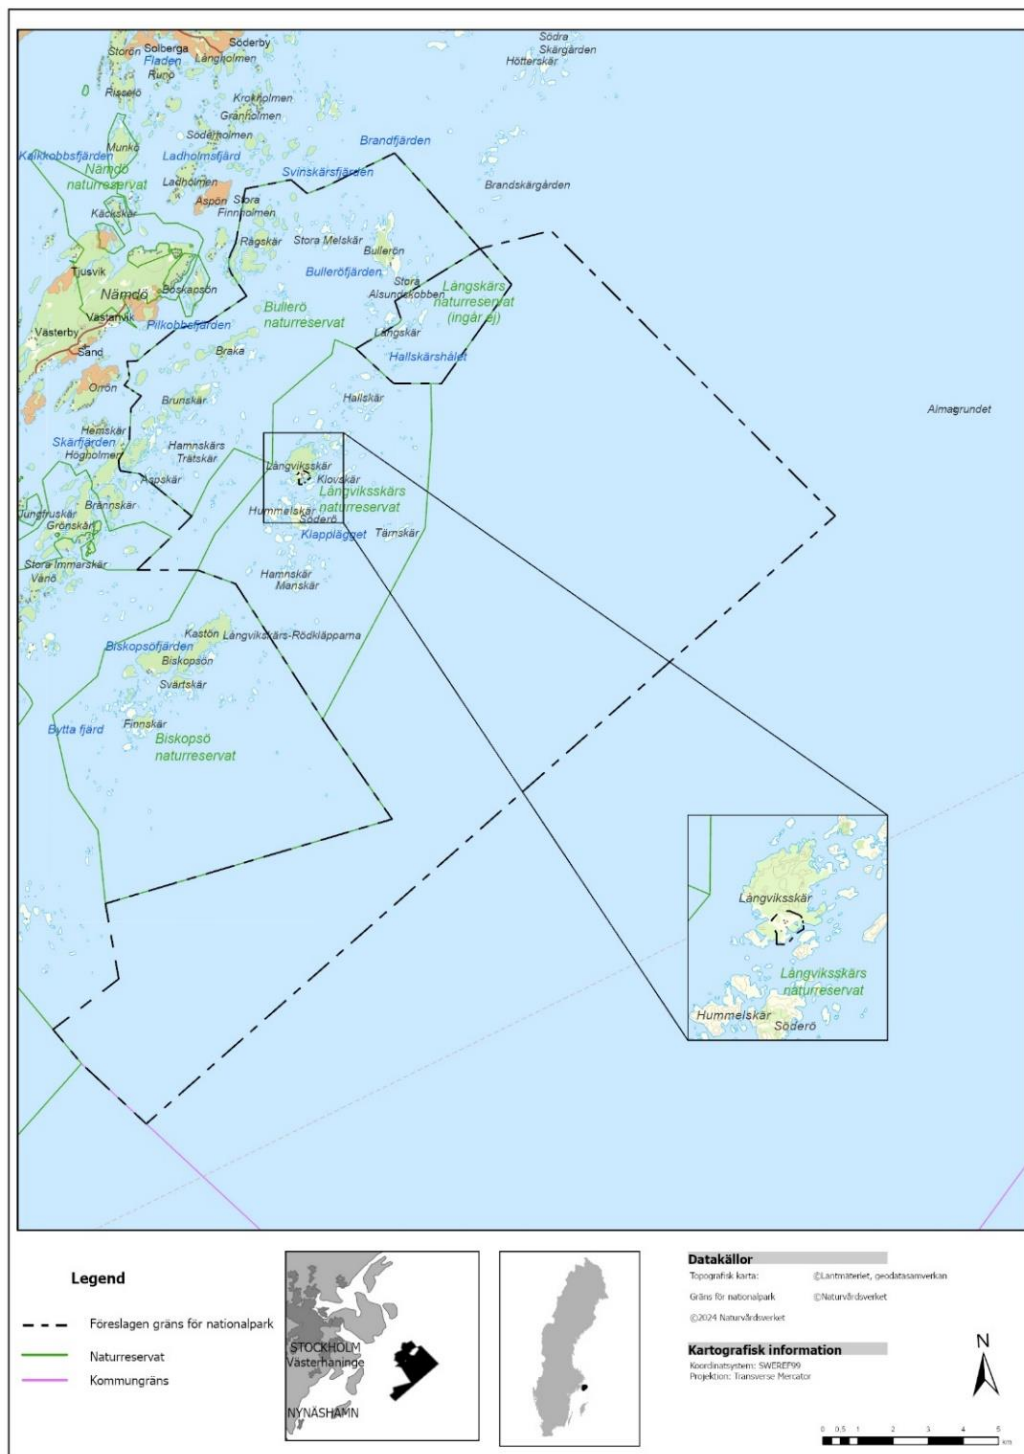 Storön
Solberga
Söderby
Fladen
Långholmen
Runö
Risselö
Södra
Skärgården
Hötterskär
Krokholmen
Granholmen
Söderholmen
Brandfjärden
Munkö
Kalkkobbsfjärden
Ladholmsfjärd
Nämdö
naturreservat
Svinskärsfjärden
Ladholmen
Brandskärgården
Aspön
Stora
Finnholmen
Käckskär
Rågskär
Stora Melskär
Bullerön
Tjusvik
Bulleröfjärden
Nämdö
Böskapsön
Stora
Alsundskobben
Långskärs
naturreservat
(ingår ej)
Bullerö
naturreservat
Västerby
Västanvik
Pilkobbsfjärden
Långskär
Sand
Braka
Hallskärshålet
Orrön
Brunskär
Hallskär
Almagrundet
Hemskär
Skärfjärden
Högholmen
Hamnskärs
Trätskär
Långviksskär
Aspskär
Klovskär
Långviksskärs
naturreservat
Brännskär
Jungfruskär
Grönskär
Hummelskär
Söderö
Klapplägget
Tärnskär
Stora Immarskär
Vånö
Hamnskär
Manskär
Kastön
Långvikskärs-Rödkläpparna
Biskopsöfjärden
Biskopsön
Svartskär
Finnskär
Bytta fjärd
Biskopsö
naturreservat
Långviksskär
Långviksskärs
naturreservat
Hummelskär
Söderö
Legend
Föreslagen gräns för nationalpark
Naturreservat
Kommungräns
STOCKHOLM
Västerhaninge
NYNÄSHAMN
Datakällor
Topografisk karta: ©Lantmäteriet, geodatasamverkan
Gräns för nationalpark ©Naturvårdsverket
©2024 Naturvårdsverket
Kartografisk information
Koordinatsystem: SWEREF99
Projektion: Transverse Mercator
N
0 0,5 1 2 3 4 5
km